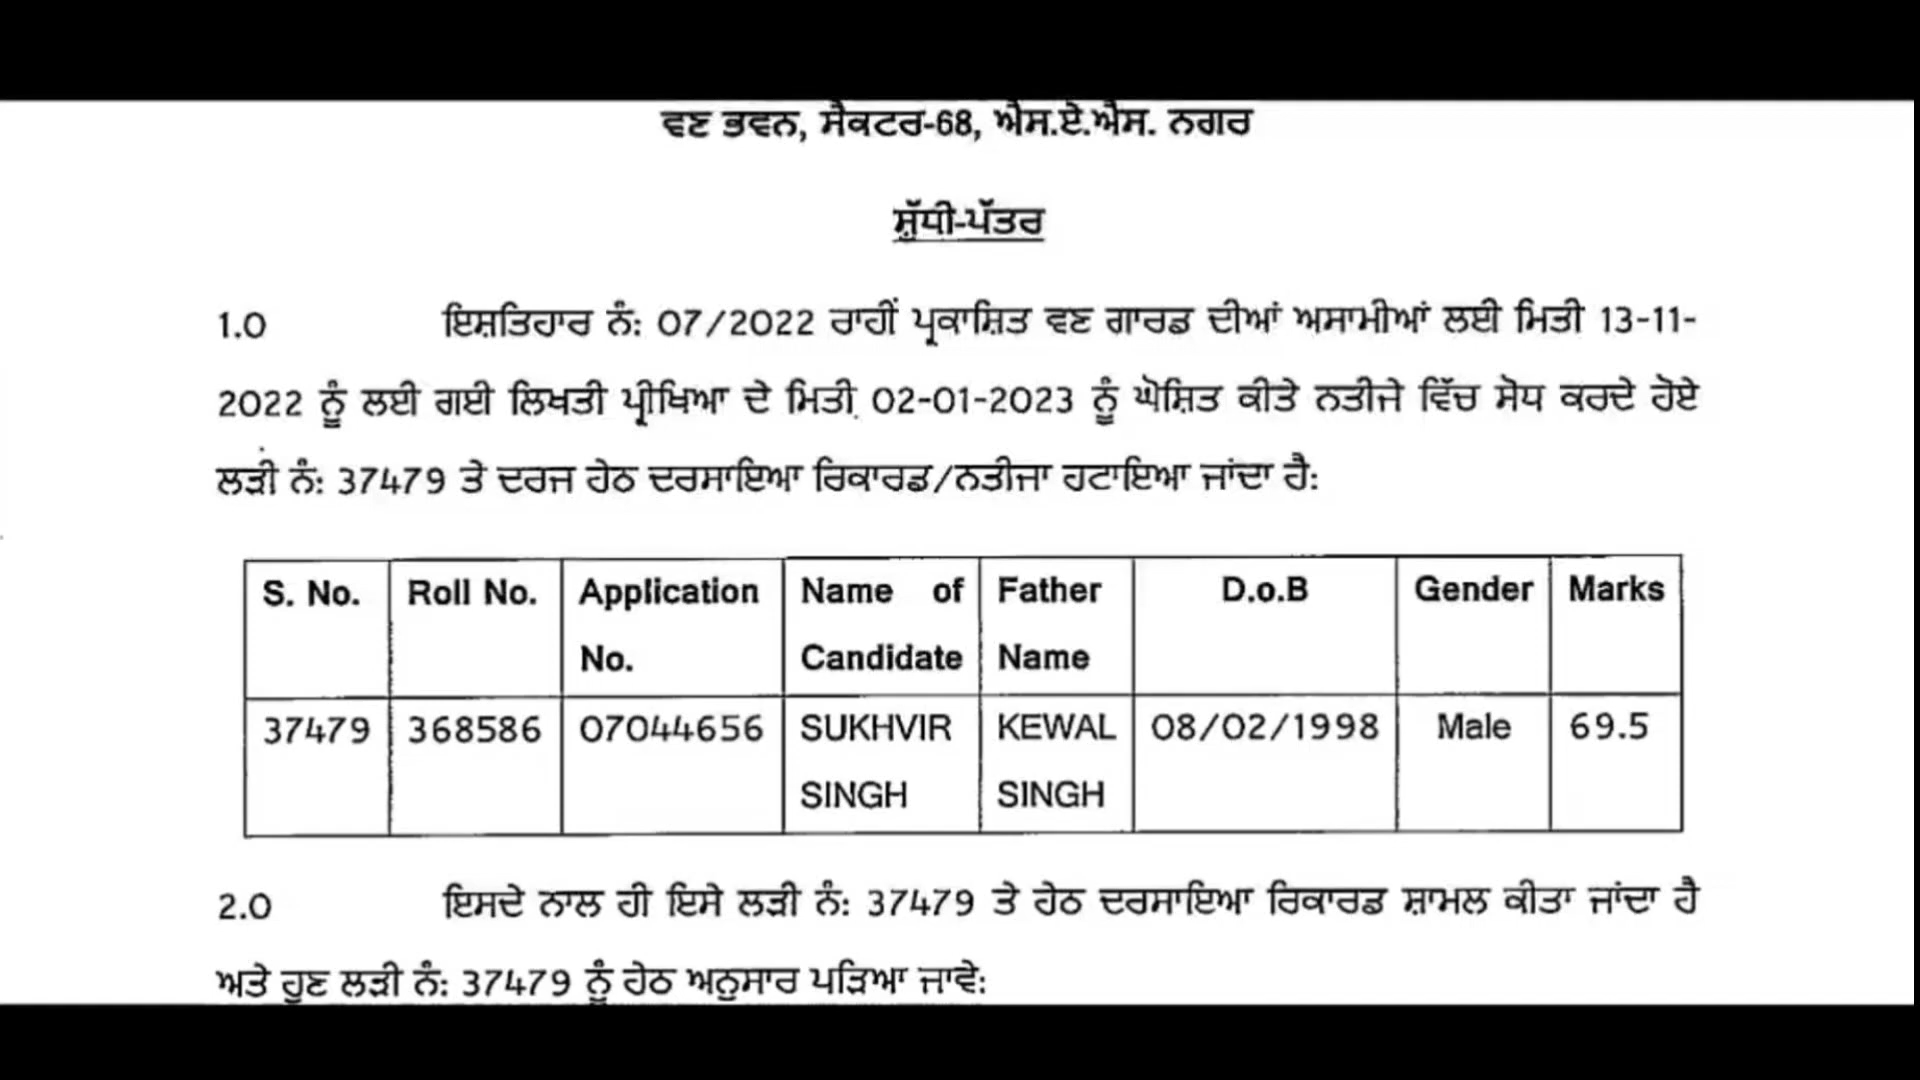 ਵਣ ਭਵਨ, ਸੈਕਟਰ-68, ਐਸ.ਏ.ਐਸ. ਨਗਰ
ਸ਼ੁੱਧੀ-ਪੱਤਰ
1.0 ਇਸ਼ਤਿਹਾਰ ਨੰ: 07/2022 ਰਾਹੀਂ ਪ੍ਰਕਾਸ਼ਿਤ ਵਣ ਗਾਰਡ ਦੀਆਂ ਅਸਾਮੀਆਂ ਲਈ ਮਿਤੀ 13-11-
2022 ਨੂੰ ਲਈ ਗਈ ਲਿਖਤੀ ਪ੍ਰੀਖਿਆ ਦੇ ਮਿਤੀ 02-01-2023 ਨੂੰ ਘੋਸ਼ਿਤ ਕੀਤੇ ਨਤੀਜੇ ਵਿੱਚ ਸੋਧ ਕਰਦੇ ਹੋਏ
ਲੜੀ ਨੰ: 37479 ਤੇ ਦਰਜ ਹੇਠ ਦਰਸਾਇਆ ਰਿਕਾਰਡ/ਨਤੀਜਾ ਹਟਾਇਆ ਜਾਂਦਾ ਹੈ:
S. No. Roll No. Application Name of Father D.o.B Gender Marks
No. Candidate Name
37479 368586 07044656 SUKHVIR KEWAL 08/02/1998 Male 69.5
SINGH SINGH
2.0 ਇਸਦੇ ਨਾਲ ਹੀ ਇਸੇ ਲੜੀ ਨੰ: 37479 ਤੇ ਹੇਠ ਦਰਸਾਇਆ ਰਿਕਾਰਡ ਸ਼ਾਮਲ ਕੀਤਾ ਜਾਂਦਾ ਹੈ
ਅਤੇ ਹੁਣ ਲੜੀ ਨੰ: 37479 ਨੂੰ ਹੇਠ ਅਨੁਸਾਰ ਪੜਿਆ ਜਾਵੇ: